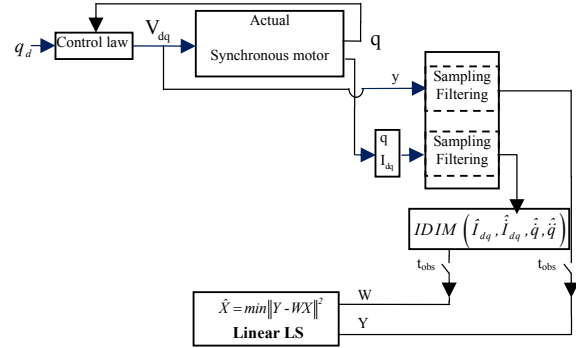 Actual
Synchronous motor
q_d
Control law
V_dq
q
y
Sampling
Filtering
q
I_dq
Sampling
Filtering
IDIM (Î_dq, Î̇_dq, q̂̇, q̂̈)
t_obs
t_obs
W
X̂ = min‖Y - WX‖²
Linear LS
Y